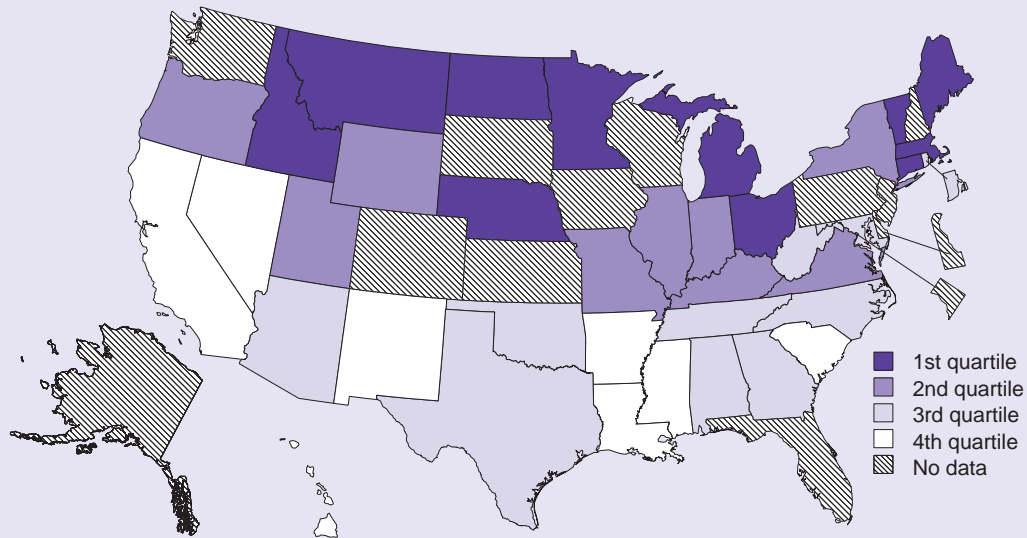 1st quartile
2nd quartile
3rd quartile
4th quartile
No data